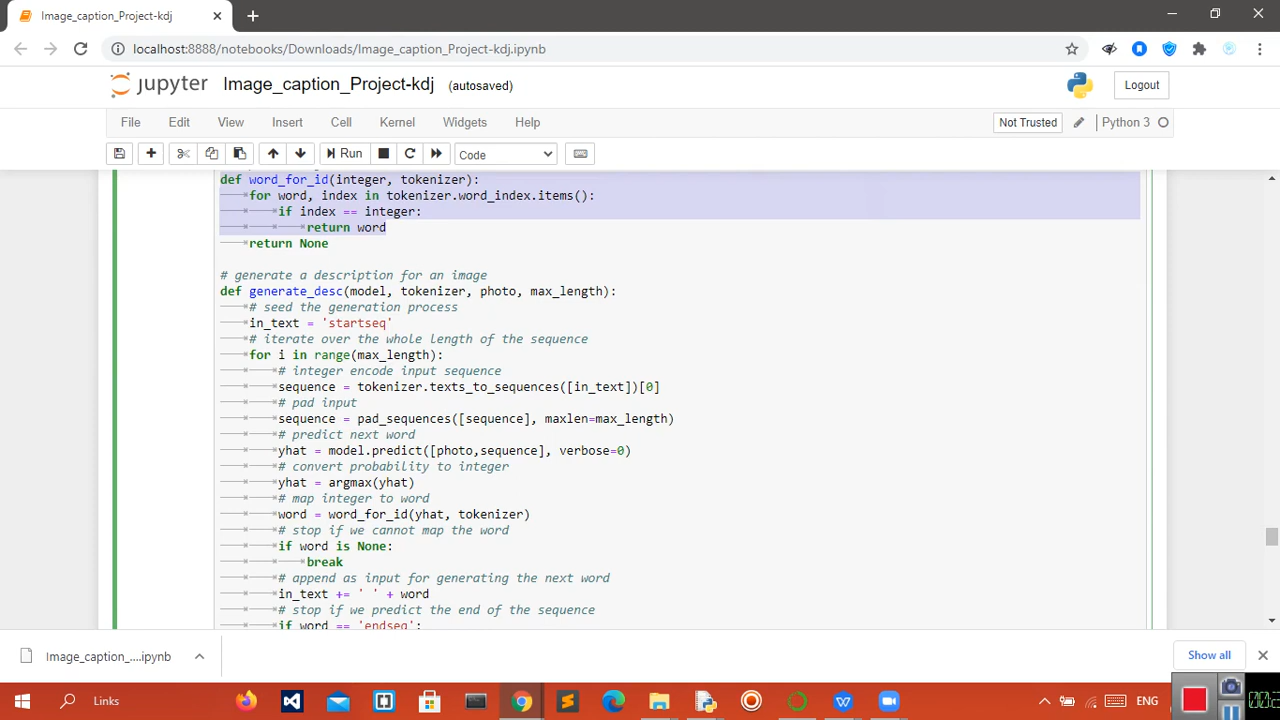 Image_caption_Project-kdj
localhost:8888/notebooks/Downloads/Image_caption_Project-kdj.ipynb
jupyter Image_caption_Project-kdj (autosaved) Logout
File Edit View Insert Cell Kernel Widgets Help Not Trusted Python 3
Run Code
def word_for_id(integer, tokenizer):
for word, index in tokenizer.word_index.items():
if index == integer:
return word
return None
# generate a description for an image
def generate_desc(model, tokenizer, photo, max_length):
# seed the generation process
in_text = 'startseq'
# iterate over the whole length of the sequence
for i in range(max_length):
# integer encode input sequence
sequence = tokenizer.texts_to_sequences([in_text])[0]
# pad input
sequence = pad_sequences([sequence], maxlen=max_length)
# predict next word
yhat = model.predict([photo,sequence], verbose=0)
# convert probability to integer
yhat = argmax(yhat)
# map integer to word
word = word_for_id(yhat, tokenizer)
# stop if we cannot map the word
if word is None:
break
# append as input for generating the next word
in_text += ' ' + word
# stop if we predict the end of the sequence
if word == 'endseq':
Image_caption_....ipynb Show all
Links ENG